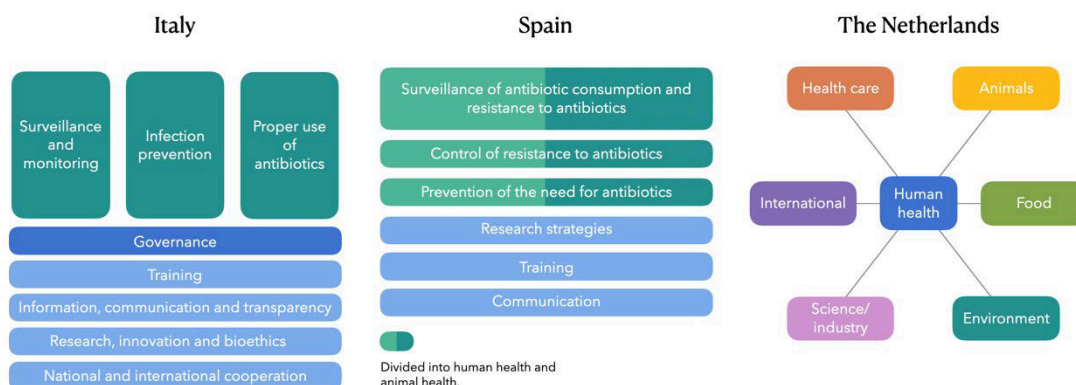 Italy
Surveillance
and
monitoring
Infection
prevention
Proper use
of
antibiotics
Governance
Training
Information, communication and transparency
Research, innovation and bioethics
National and international cooperation
Spain
Surveillance of antibiotic consumption and
resistance to antibiotics
Control of resistance to antibiotics
Prevention of the need for antibiotics
Research strategies
Training
Communication
Divided into human health and
animal health.
The Netherlands
Health care
Animals
International
Human
health
Food
Science/
industry
Environment